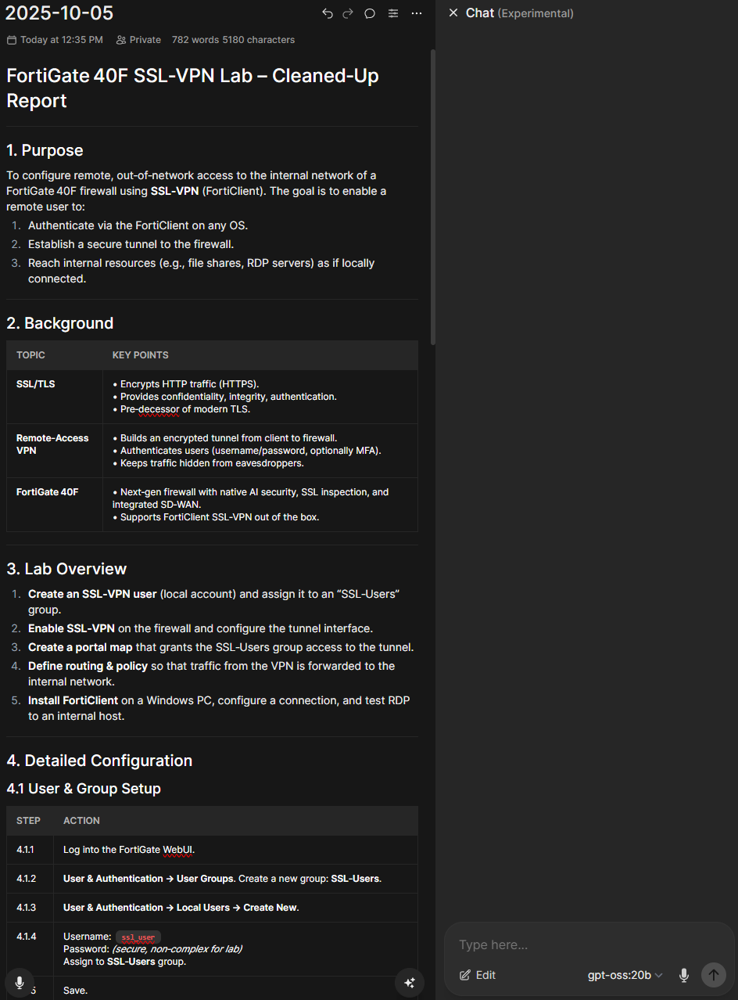 2025-10-05
Today at 12:35 PM Private 782 words 5180 characters
FortiGate 40F SSL-VPN Lab – Cleaned-Up
Report
1. Purpose
To configure remote, out-of-network access to the internal network of a
FortiGate 40F firewall using SSL-VPN (FortiClient). The goal is to enable a
remote user to:
1. Authenticate via the FortiClient on any OS.
2. Establish a secure tunnel to the firewall.
3. Reach internal resources (e.g., file shares, RDP servers) as if locally
connected.
2. Background
TOPIC KEY POINTS
SSL/TLS
• Encrypts HTTP traffic (HTTPS).
• Provides confidentiality, integrity, authentication.
• Pre-decessor of modern TLS.
Remote-Access
VPN
• Builds an encrypted tunnel from client to firewall.
• Authenticates users (username/password, optionally MFA).
• Keeps traffic hidden from eavesdroppers.
FortiGate 40F
• Next-gen firewall with native AI security, SSL inspection, and
integrated SD-WAN.
• Supports FortiClient SSL-VPN out of the box.
3. Lab Overview
1. Create an SSL-VPN user (local account) and assign it to an “SSL-Users”
group.
2. Enable SSL-VPN on the firewall and configure the tunnel interface.
3. Create a portal map that grants the SSL-Users group access to the tunnel.
4. Define routing & policy so that traffic from the VPN is forwarded to the
internal network.
5. Install FortiClient on a Windows PC, configure a connection, and test RDP
to an internal host.
4. Detailed Configuration
4.1 User & Group Setup
STEP ACTION
4.1.1 Log into the FortiGate WebUI.
4.1.2 User & Authentication → User Groups. Create a new group: SSL-Users.
4.1.3 User & Authentication → Local Users → Create New.
4.1.4 Username: ssl_user
Password: (secure, non-complex for lab)
Assign to SSL-Users group.
5 Save.
Chat (Experimental)
Type here...
Edit gpt-oss:20b